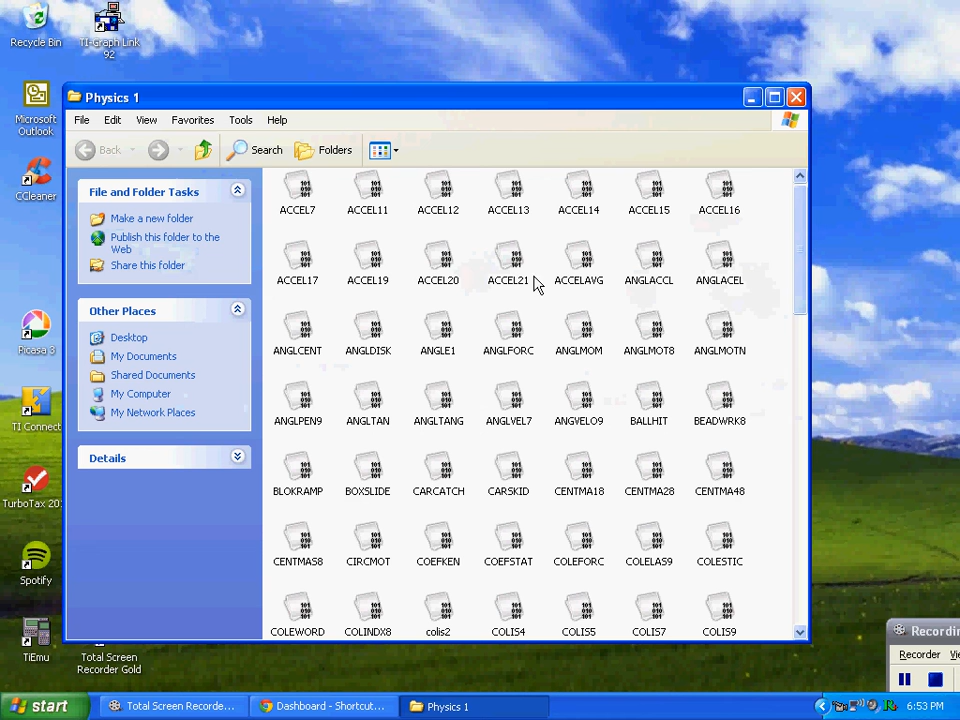 Recycle Bin
TI-Graph Link
92
Microsoft
Outlook
CCleaner
Picasa 3
TI Connect
TurboTax 20
Spotify
TiEmu
Total Screen
Recorder Gold
Physics 1
File Edit View Favorites Tools Help
Back Search Folders
File and Folder Tasks
Make a new folder
Publish this folder to the
Web
Share this folder
Other Places
Desktop
My Documents
Shared Documents
My Computer
My Network Places
Details
ACCEL7 ACCEL11 ACCEL12 ACCEL13 ACCEL14 ACCEL15 ACCEL16
ACCEL17 ACCEL19 ACCEL20 ACCEL21 ACCELAVG ANGLACCL ANGLACEL
ANGLCENT ANGLDISK ANGLE1 ANGLFORC ANGLMOM ANGLMOT8 ANGLMOTN
ANGLPEN9 ANGLTAN ANGLTANG ANGLVEL7 ANGVELO9 BALLHIT BEADWRK8
BLOKRAMP BOXSLIDE CARCATCH CARSKID CENTMA18 CENTMA28 CENTMA48
CENTMAS8 CIRCMOT COEFKEN COEFSTAT COLEFORC COLELAS9 COLESTIC
COLEWORD COLINDX8 colis2 COLIS4 COLIS5 COLIS7 COLIS9
Recordin
Recorder Vie
start Total Screen Recorde... Dashboard - Shortcut... Physics 1 6:53 PM